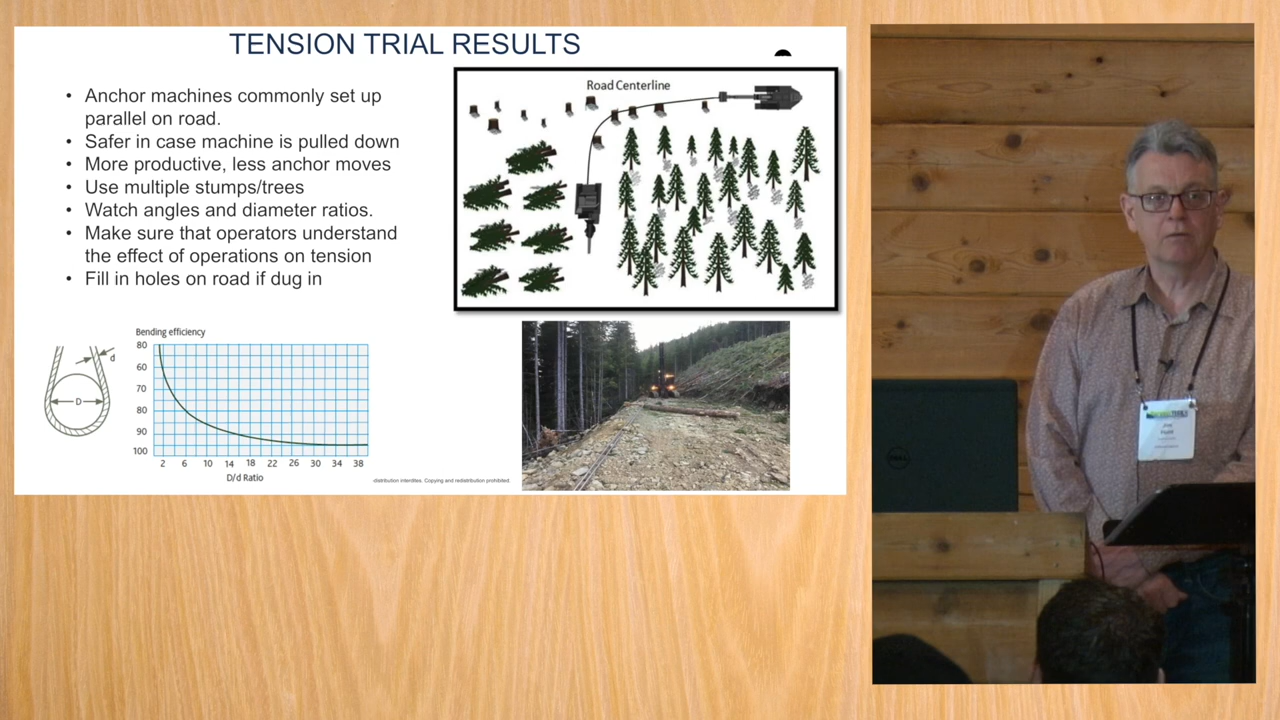 TENSION TRIAL RESULTS
• Anchor machines commonly set up
parallel on road.
• Safer in case machine is pulled down
• More productive, less anchor moves
• Use multiple stumps/trees
• Watch angles and diameter ratios.
• Make sure that operators understand
the effect of operations on tension
• Fill in holes on road if dug in
Road Centerline
Bending efficiency
80
60
70
80
90
100
2 6 10 14 18 22 26 30 34 38
D/d Ratio
D
d
-distribution interdites. Copying and redistribution prohibited
DELL
Jim
Hunt